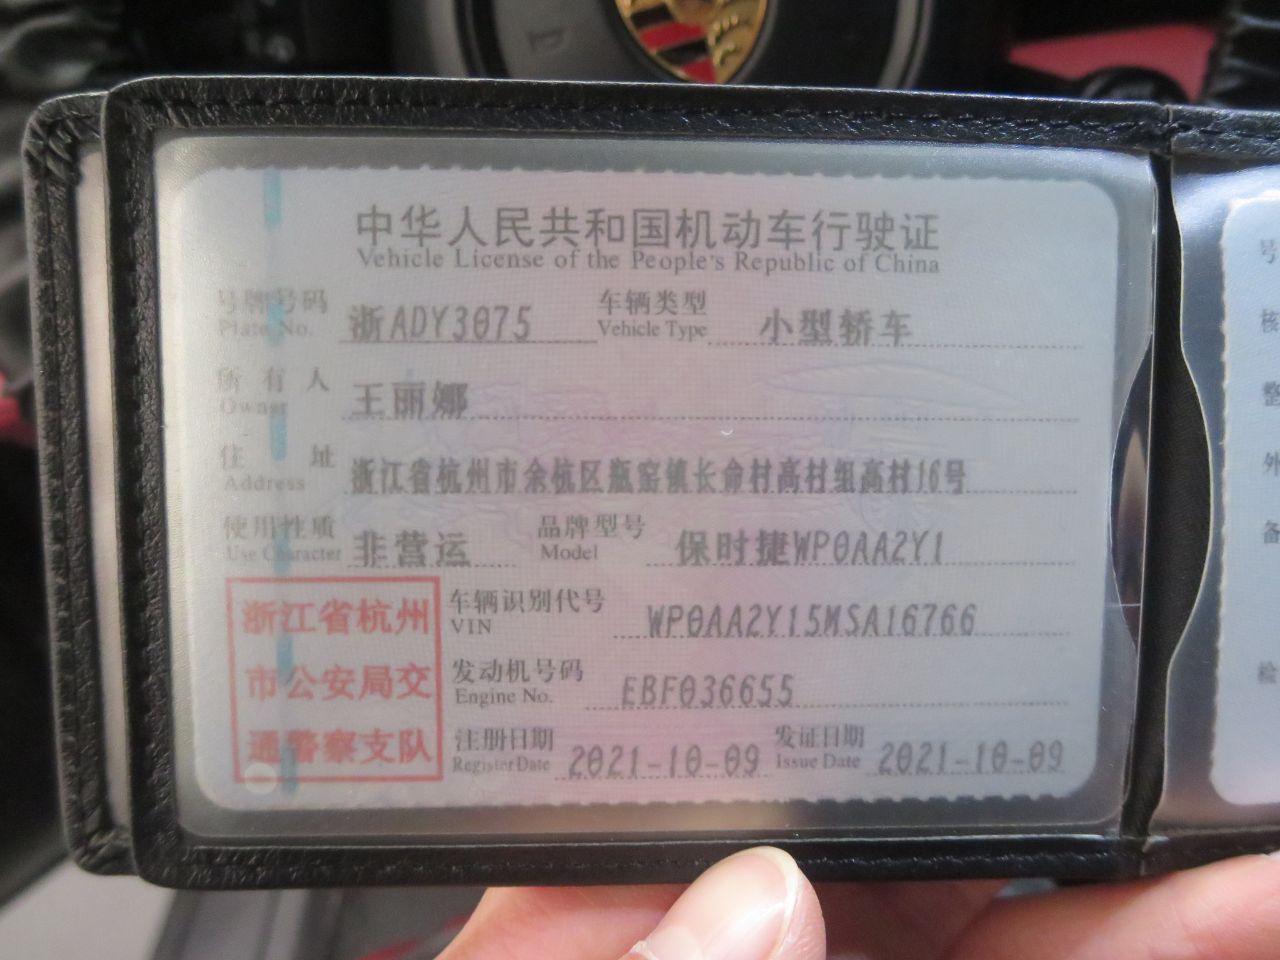 中华人民共和国机动车行驶证
Vehicle License of the People's Republic of China
号牌号码 浙ADY3075 车辆类型 小型轿车
Plate No. Vehicle Type
所有人 王丽娜
Owner
住址 浙江省杭州市余杭区瓶窑镇长命村高村组高村16号
Address
使用性质 非营运 品牌型号 保时捷WP0AA2Y1
Use Character Model
浙江省杭州
市公安局交
通警察支队
车辆识别代号 WP0AA2Y15MSA16766
VIN
发动机号码 EBF036655
Engine No.
注册日期 2021-10-09 发证日期 2021-10-09
Register Date Issue Date
号
核
整
外
备
检